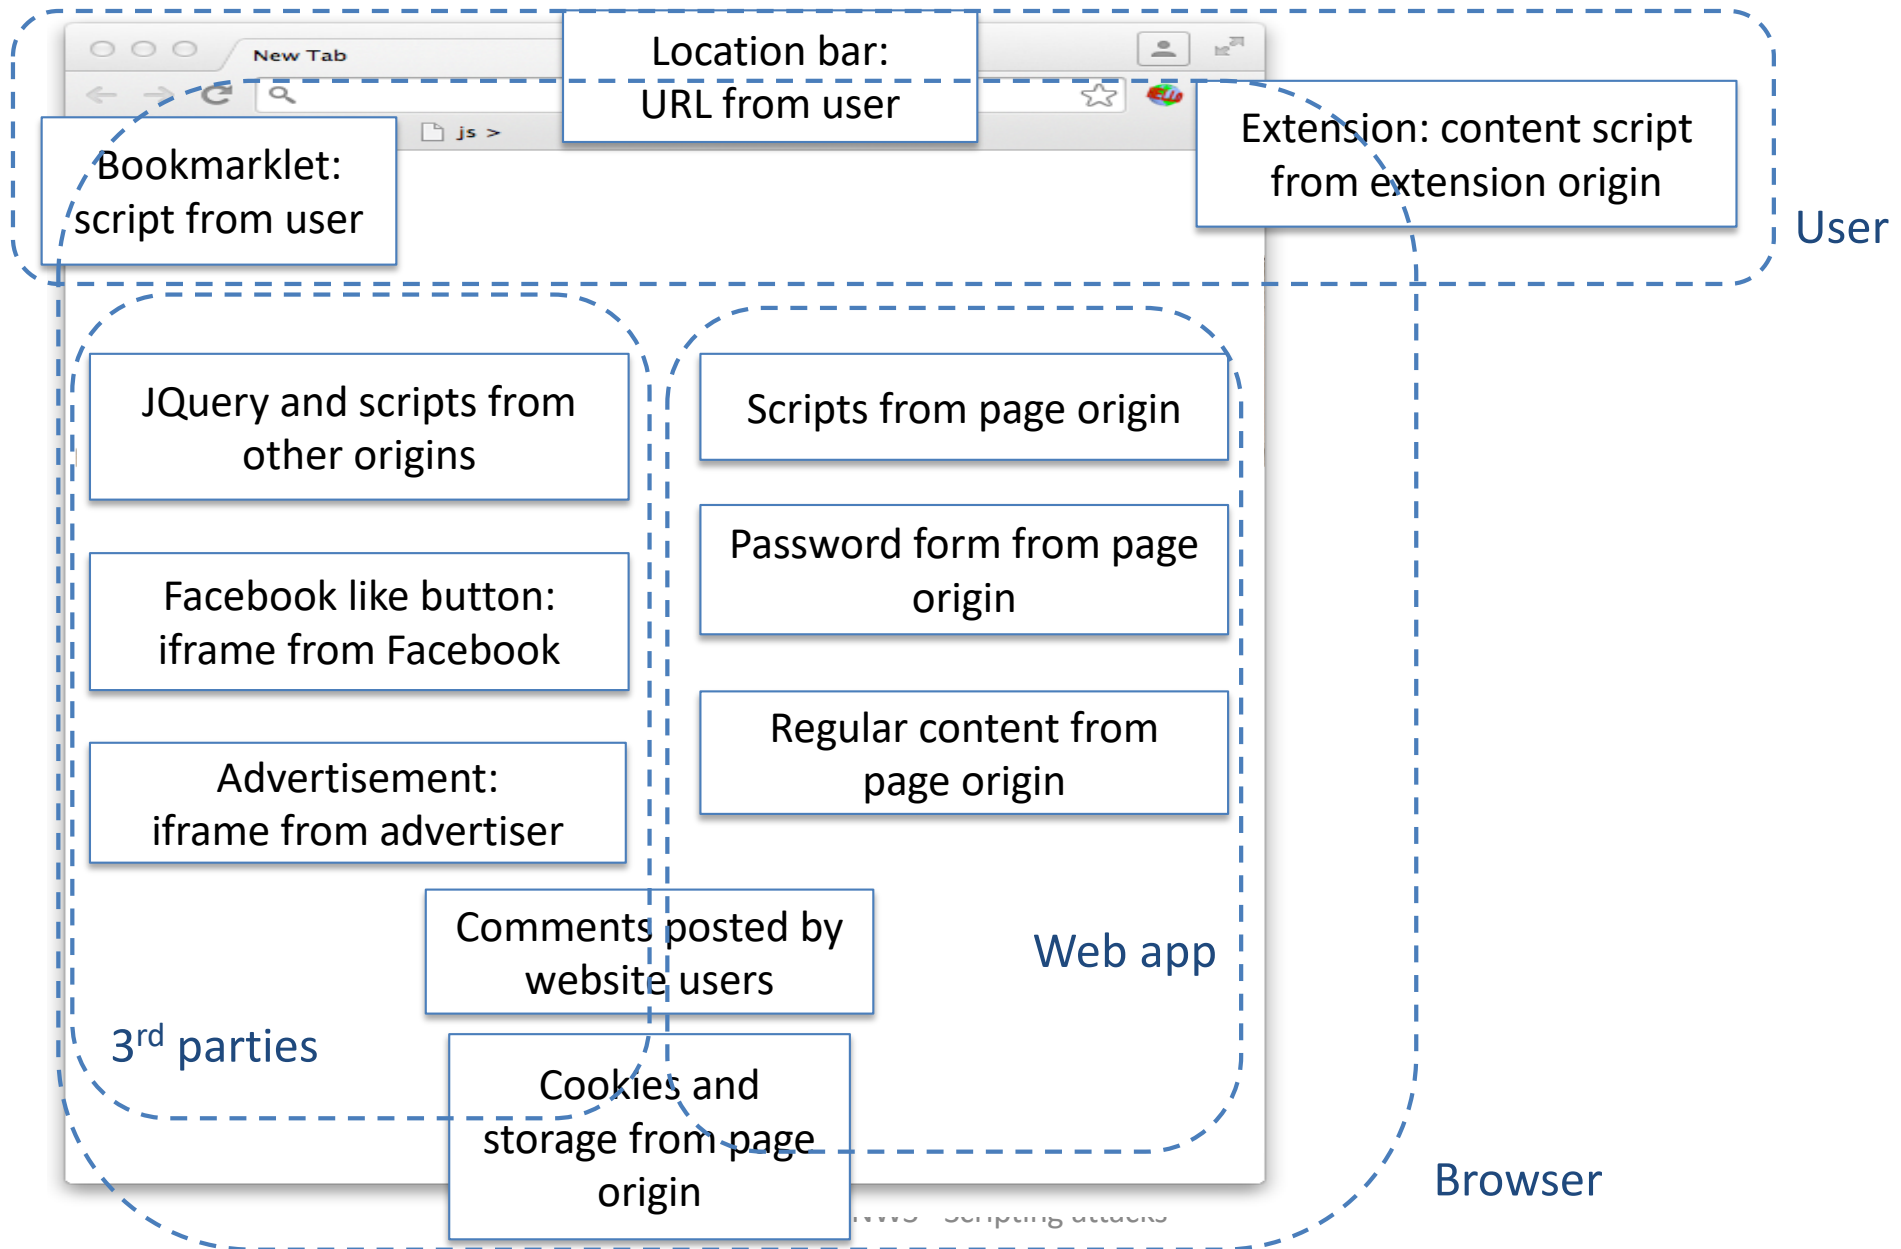 New Tab
Location bar:
URL from user
js >
Bookmarklet:
script from user
Extension: content script
from extension origin
User
JQuery and scripts from
other origins
Scripts from page origin
Facebook like button:
iframe from Facebook
Password form from page
origin
Advertisement:
iframe from advertiser
Regular content from
page origin
Comments posted by
website users
Web app
3rd parties
Cookies and
storage from page
origin
Browser
Scripting attacks